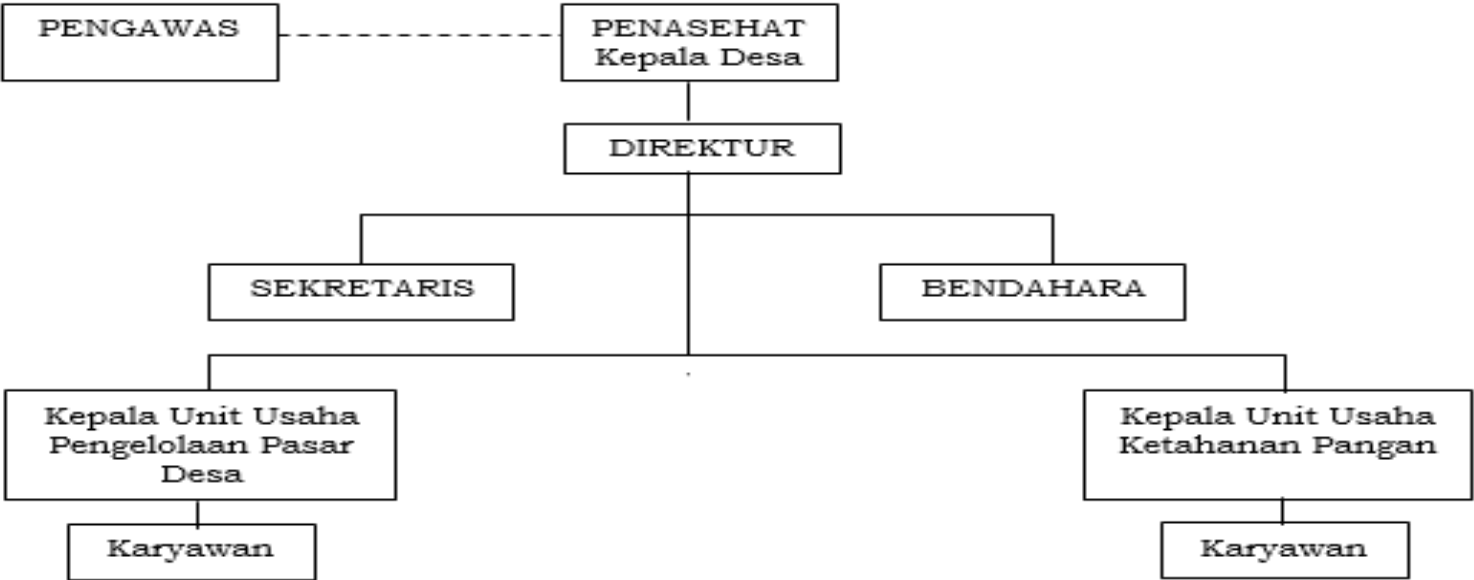 PENGAWAS
PENASEHAT
Kepala Desa
DIREKTUR
SEKRETARIS
BENDAHARA
Kepala Unit Usaha
Pengelolaan Pasar
Desa
Kepala Unit Usaha
Ketahanan Pangan
Karyawan
Karyawan